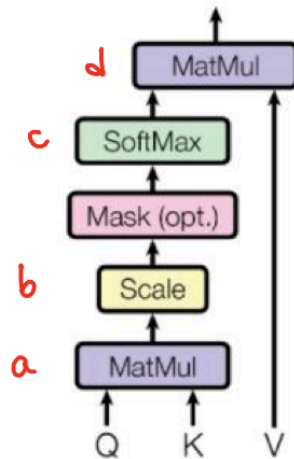 d MatMul
c SoftMax
Mask (opt.)
b Scale
a MatMul
Q K V